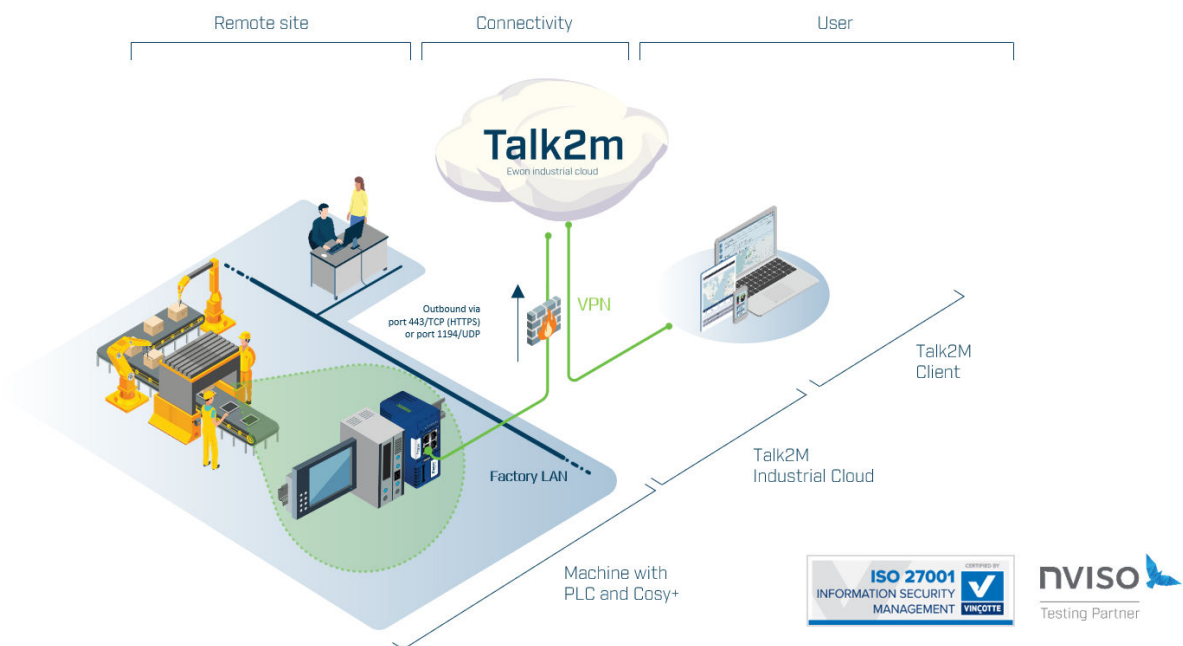 Remote site
Connectivity
User
Talk2m
Ewon industrial cloud
Outbound via
port 443/TCP (HTTPS)
or port 1194/UDP
VPN
Factory LAN
Talk2M
Client
Talk2M
Industrial Cloud
Machine with
PLC and Cosy+
CERTIFIED BY
ISO 27001
INFORMATION SECURITY
MANAGEMENT
VINÇOTTE
nviso
Testing Partner